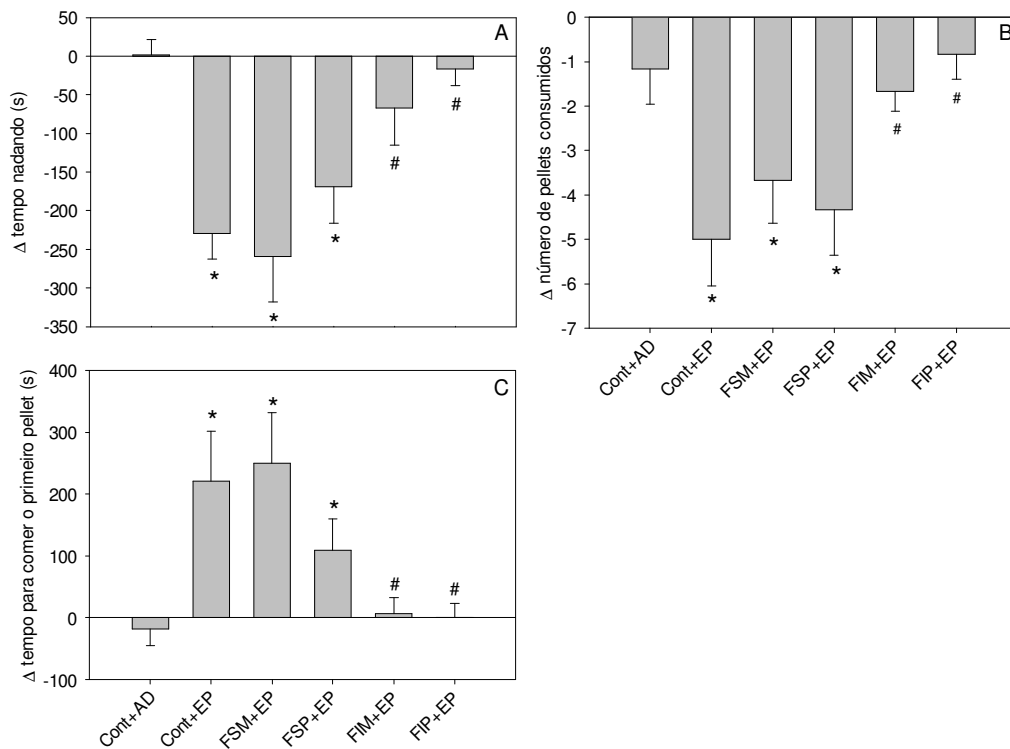 A
Δ tempo nadando (s)
50
0
-50
-100
-150
-200
-250
-300
-350
*
*
*
#
#
B
Δ número de pellets consumidos
0
-1
-2
-3
-4
-5
-6
-7
*
*
*
#
#
Cont+AD
Cont+EP
FSM+EP
FSP+EP
FIM+EP
FIP+EP
C
Δ tempo para comer o primeiro pellet (s)
400
300
200
100
0
-100
*
*
*
#
#
Cont+AD
Cont+EP
FSM+EP
FSP+EP
FIM+EP
FIP+EP